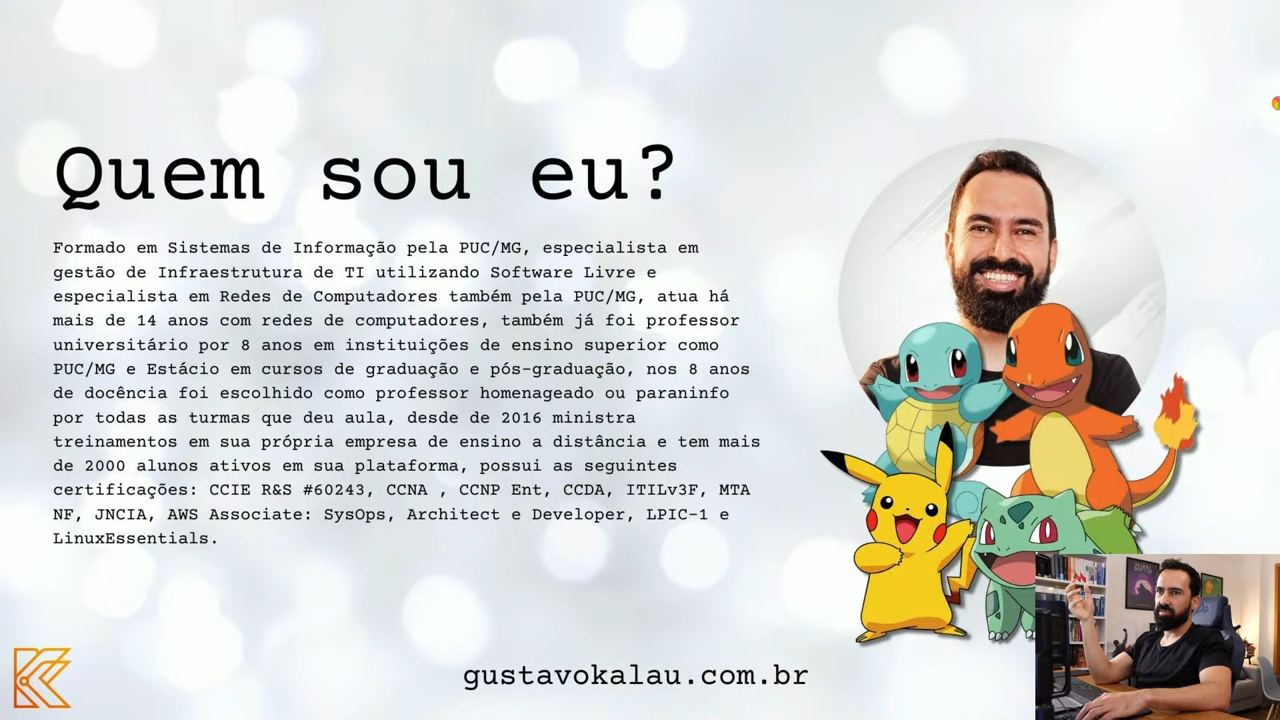 Quem sou eu?
Formado em Sistemas de Informação pela PUC/MG, especialista em
gestão de Infraestrutura de TI utilizando Software Livre e
especialista em Redes de Computadores também pela PUC/MG, atua há
mais de 14 anos com redes de computadores, também já foi professor
universitário por 8 anos em instituições de ensino superior como
PUC/MG e Estácio em cursos de graduação e pós-graduação, nos 8 anos
de docência foi escolhido como professor homenageado ou paraninfo
por todas as turmas que deu aula, desde de 2016 ministra
treinamentos em sua própria empresa de ensino a distância e tem mais
de 2000 alunos ativos em sua plataforma, possui as seguintes
certificações: CCIE R&S #60243, CCNA , CCNP Ent, CCDA, ITILv3F, MTA
NF, JNCIA, AWS Associate: SysOps, Architect e Developer, LPIC-1 e
LinuxEssentials.
gustavokalau.com.br